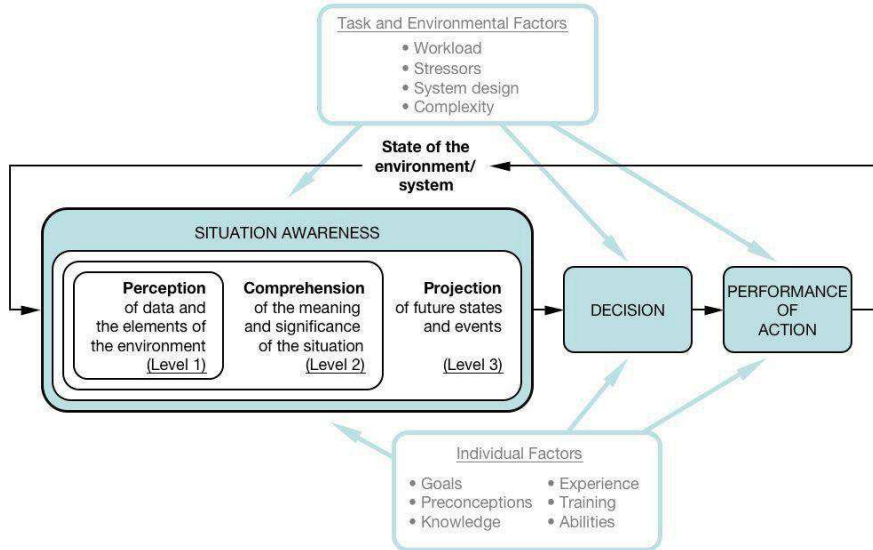 Task and Environmental Factors
• Workload
• Stressors
• System design
• Complexity
State of the
environment/
system
SITUATION AWARENESS
Perception
of data and
the elements of
the environment
(Level 1)
Comprehension
of the meaning
and significance
of the situation
(Level 2)
Projection
of future states
and events
(Level 3)
DECISION
PERFORMANCE
OF
ACTION
Individual Factors
• Goals
• Preconceptions
• Knowledge
• Experience
• Training
• Abilities